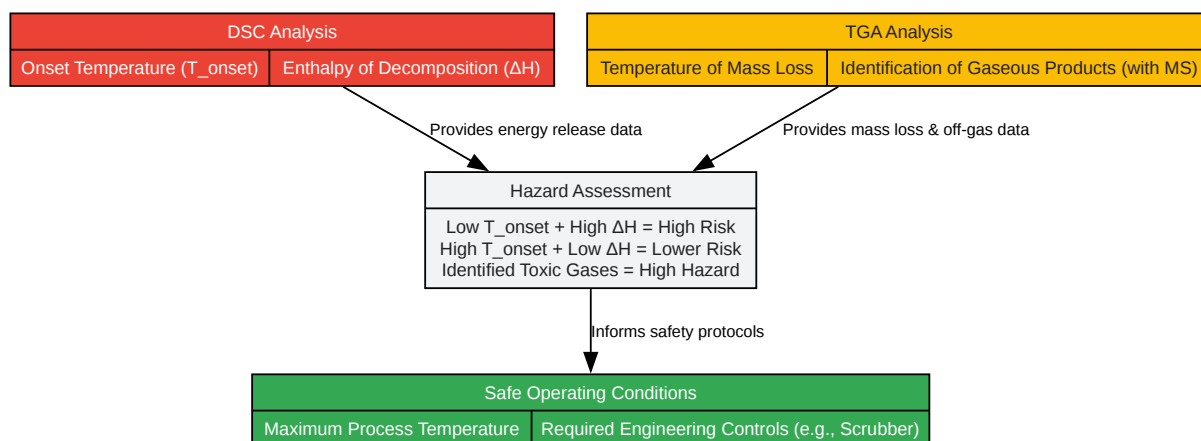 DSC Analysis
Onset Temperature (T_onset)
Enthalpy of Decomposition (ΔH)
TGA Analysis
Temperature of Mass Loss
Identification of Gaseous Products (with MS)
Provides energy release data
Provides mass loss & off-gas data
Hazard Assessment
Low T_onset + High ΔH = High Risk
High T_onset + Low ΔH = Lower Risk
Identified Toxic Gases = High Hazard
Informs safety protocols
Safe Operating Conditions
Maximum Process Temperature
Required Engineering Controls (e.g., Scrubber)